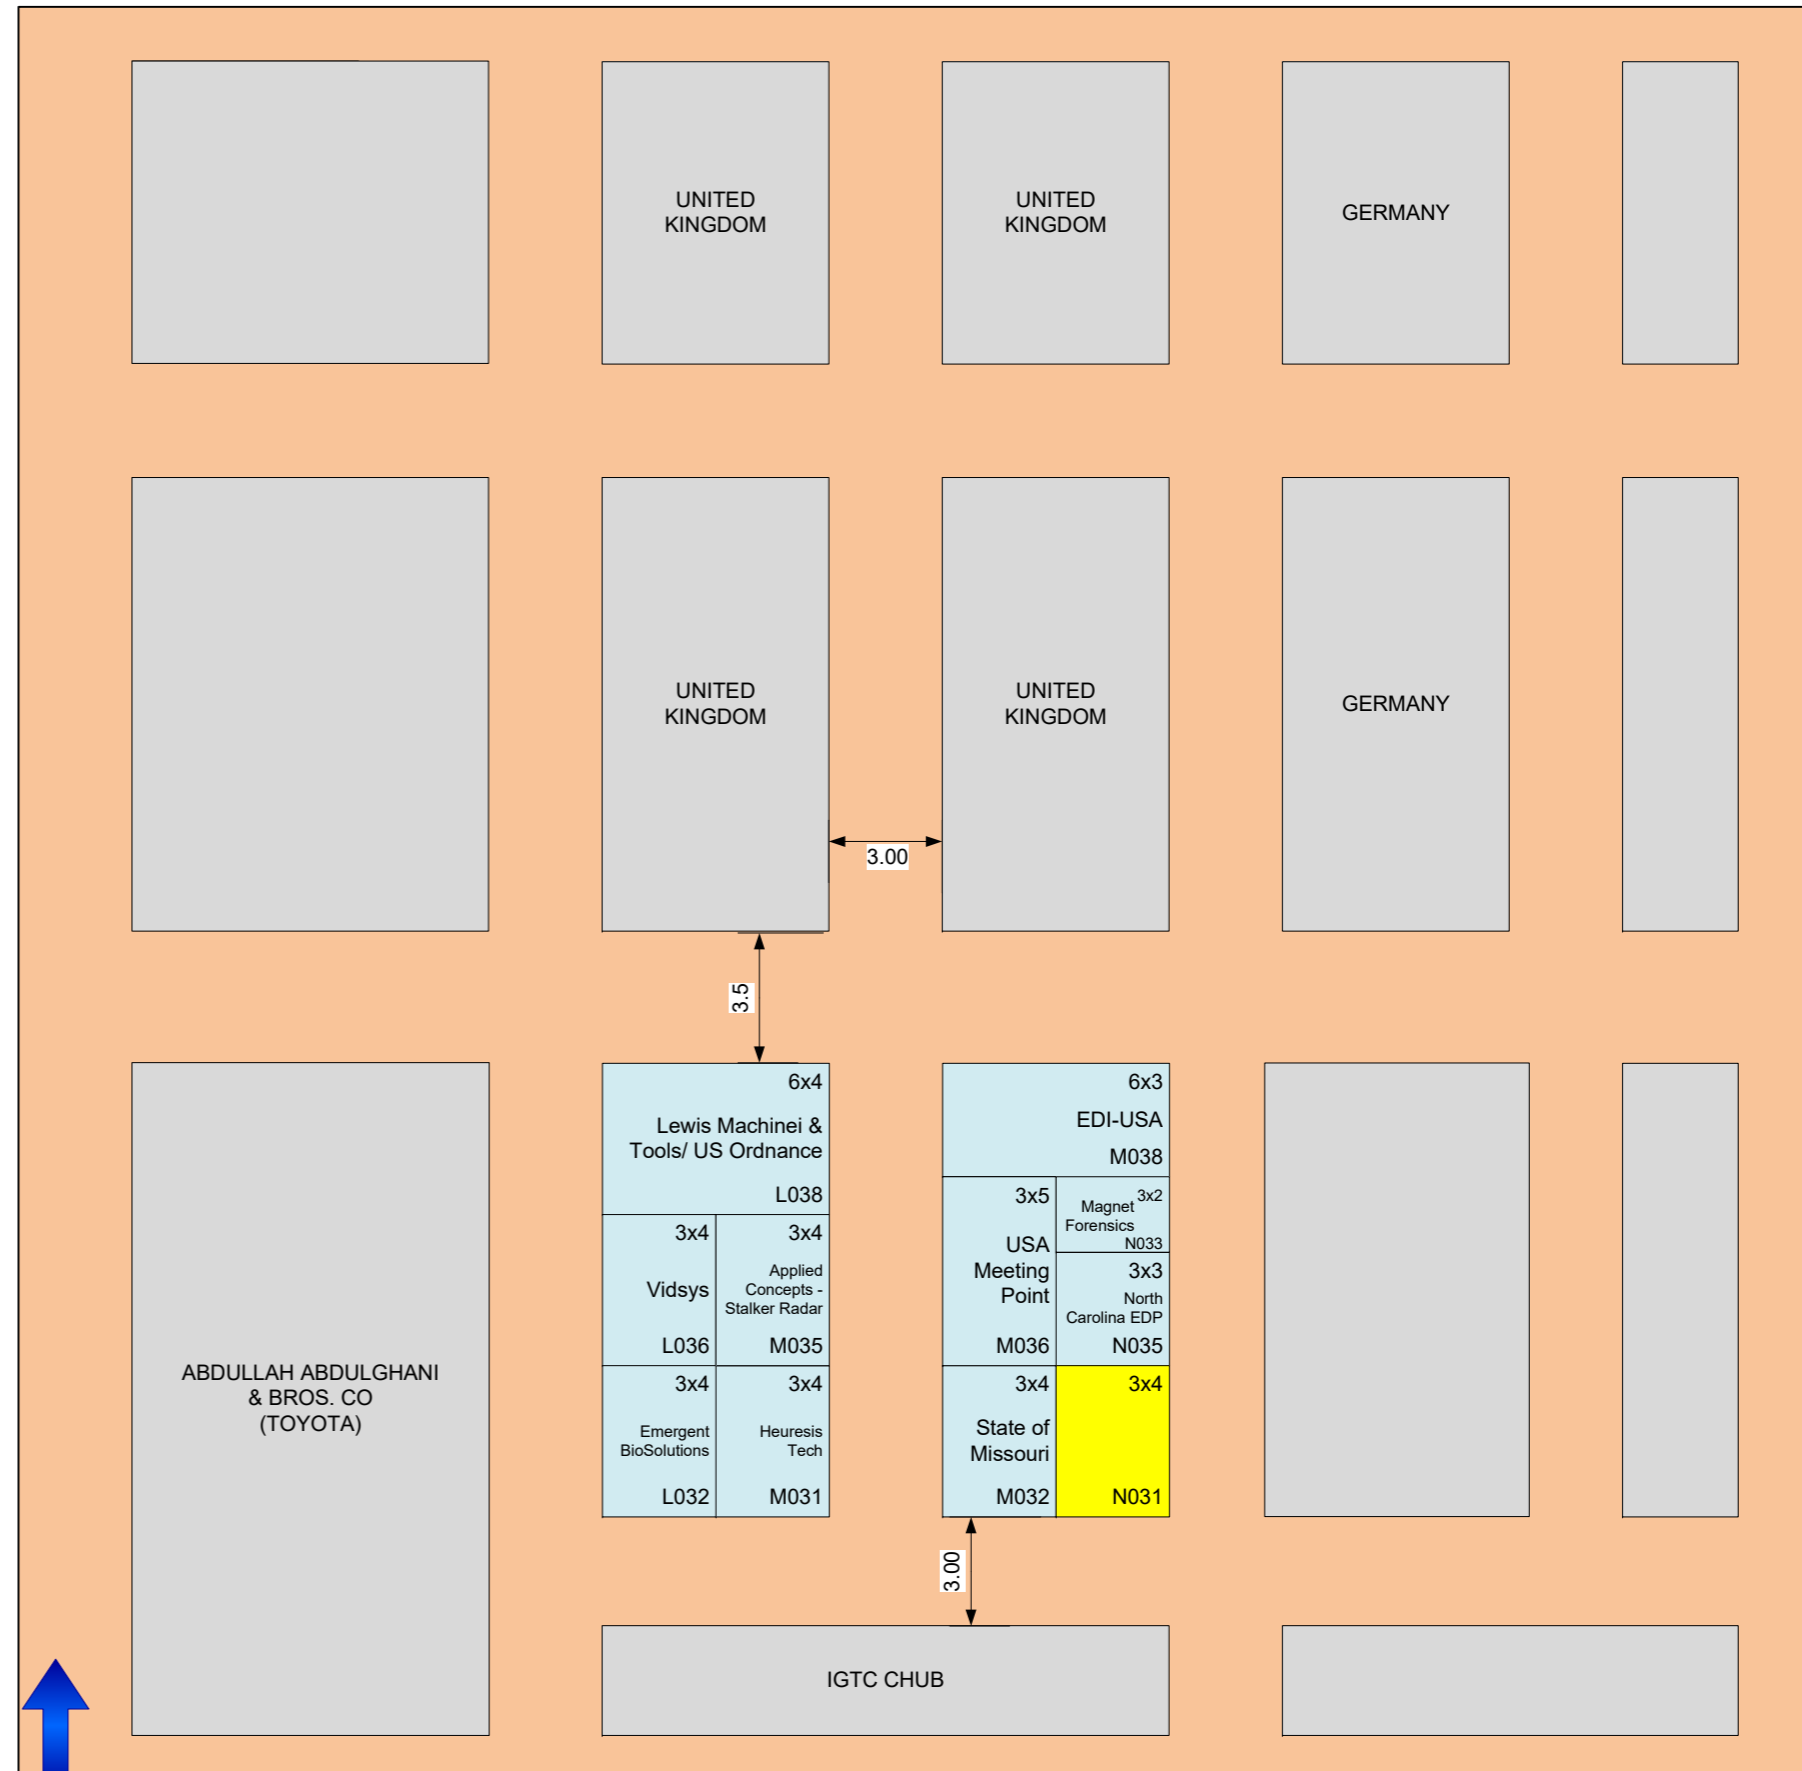 UNITED
KINGDOM
UNITED
KINGDOM
GERMANY
UNITED
KINGDOM
UNITED
KINGDOM
GERMANY
3.00
3.5
6x4
Lewis Machinei &
Tools/ US Ordnance
L038
6x3
EDI-USA
M038
3x4
Vidsys
L036
3x4
Applied
Concepts -
Stalker Radar
M035
3x5
USA
Meeting
Point
M036
3x2
Magnet
Forensics
N033
3x3
North
Carolina EDP
N035
ABDULLAH ABDULGHANI
& BROS. CO
(TOYOTA)
3x4
Emergent
BioSolutions
L032
3x4
Heuresis
Tech
M031
3x4
State of
Missouri
M032
3x4
N031
3.00
IGTC CHUB